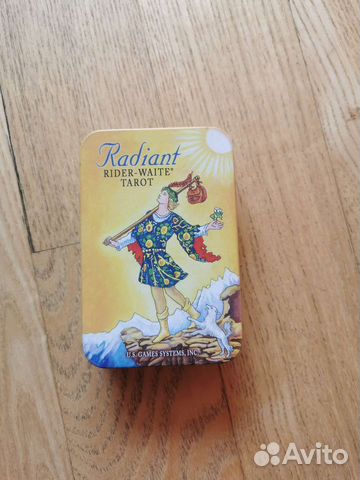 Radiant
RIDER-WAITE®
TAROT
U.S. GAMES SYSTEMS, INC.
Avito